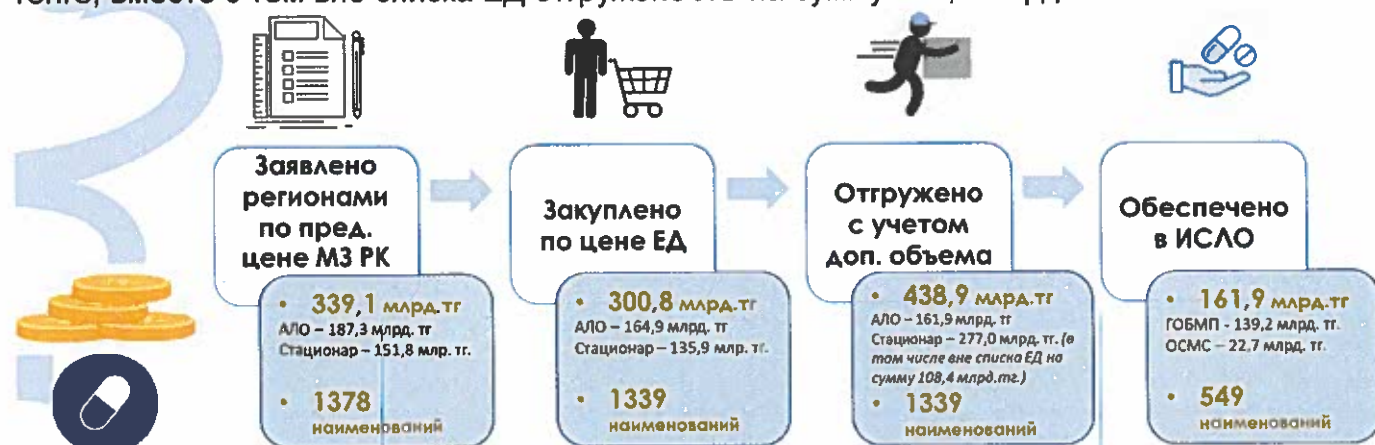 Заявлено
регионами
по пред.
цене МЗ РК
• 339,1 млрд.тг
АЛО – 187,3 млрд. тг
Стационар – 151,8 млр. тг.
• 1378
наименований
Закуплено
по цене ЕД
• 300,8 млрд.тг
АЛО – 164,9 млрд. тг
Стационар – 135,9 млр. тг.
• 1339
наименований
Отгружено
с учетом
доп. объема
• 438,9 млрд.тг
АЛО – 161,9 млрд. тг
Стационар – 277,0 млрд. тг. (в
том числе вне списка ЕД на
сумму 108,4 млрд.тг.)
• 1339
наименований
Обеспечено
в ИСЛО
• 161,9 млрд.тг
ГОБМП - 139,2 млрд. тг.
ОСМС – 22,7 млрд. тг.
• 549
наименований